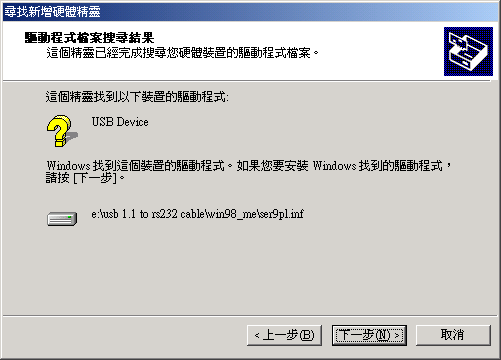 尋找新增硬體精靈
驅動程式檔案搜尋結果
這個精靈已經完成搜尋您硬體裝置的驅動程式檔案。
這個精靈找到以下裝置的驅動程式:
USB Device
Windows 找到這個裝置的驅動程式。如果您要安裝 Windows 找到的驅動程式，
請按 [下一步]。
e:\usb 1.1 to rs232 cable\win98_me\ser9pl.inf
< 上一步(B) 下一步(N) > 取消